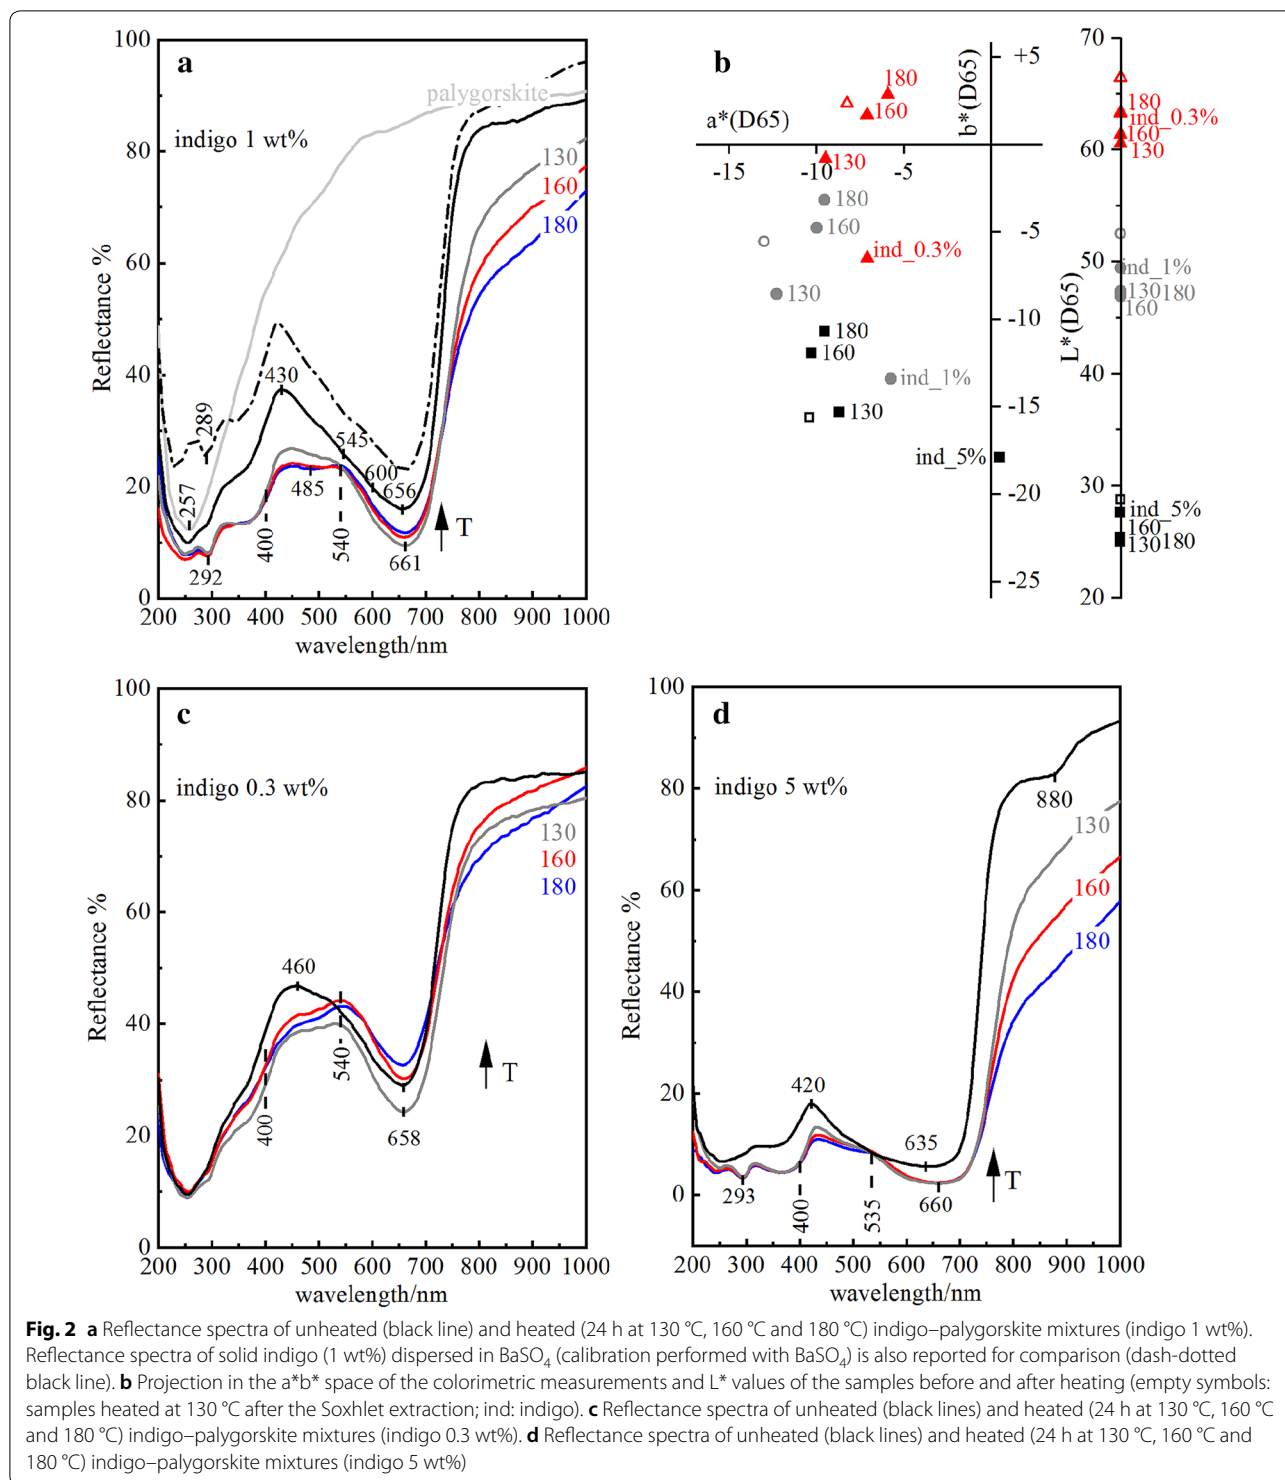 a
100
80
60
40
20
0
Reflectance %
palygorskite
indigo 1 wt%
130
160
180
430
289
257
545
600
485
656
400
540
292
661
T
200 300 400 500 600 700 800 900 1000
wavelength/nm
b
b*(D65)
+5
a*(D65)
-15 -10 -5
-5
-10
-15
-20
-25
180
160
130
180
160
ind_0.3%
130
180
160
ind_1%
130
ind_5%
L*(D65)
70
60
50
40
30
20
180
ind_0.3%
160
130
ind_1%
130 180
160
ind_5%
160
130 180
c
100
80
60
40
20
0
Reflectance %
indigo 0.3 wt%
130
160
180
460
540
400
658
T
200 300 400 500 600 700 800 900 1000
wavelength/nm
d
100
80
60
40
20
0
Reflectance %
indigo 5 wt%
880
130
160
180
420
635
293
400
535
660
T
200 300 400 500 600 700 800 900 1000
wavelength/nm
Fig. 2 a Reflectance spectra of unheated (black line) and heated (24 h at 130 °C, 160 °C and 180 °C) indigo–palygorskite mixtures (indigo 1 wt%).
Reflectance spectra of solid indigo (1 wt%) dispersed in BaSO₄ (calibration performed with BaSO₄) is also reported for comparison (dash-dotted
black line). b Projection in the a*b* space of the colorimetric measurements and L* values of the samples before and after heating (empty symbols:
samples heated at 130 °C after the Soxhlet extraction; ind: indigo). c Reflectance spectra of unheated (black lines) and heated (24 h at 130 °C, 160 °C
and 180 °C) indigo–palygorskite mixtures (indigo 0.3 wt%). d Reflectance spectra of unheated (black lines) and heated (24 h at 130 °C, 160 °C and
180 °C) indigo–palygorskite mixtures (indigo 5 wt%)